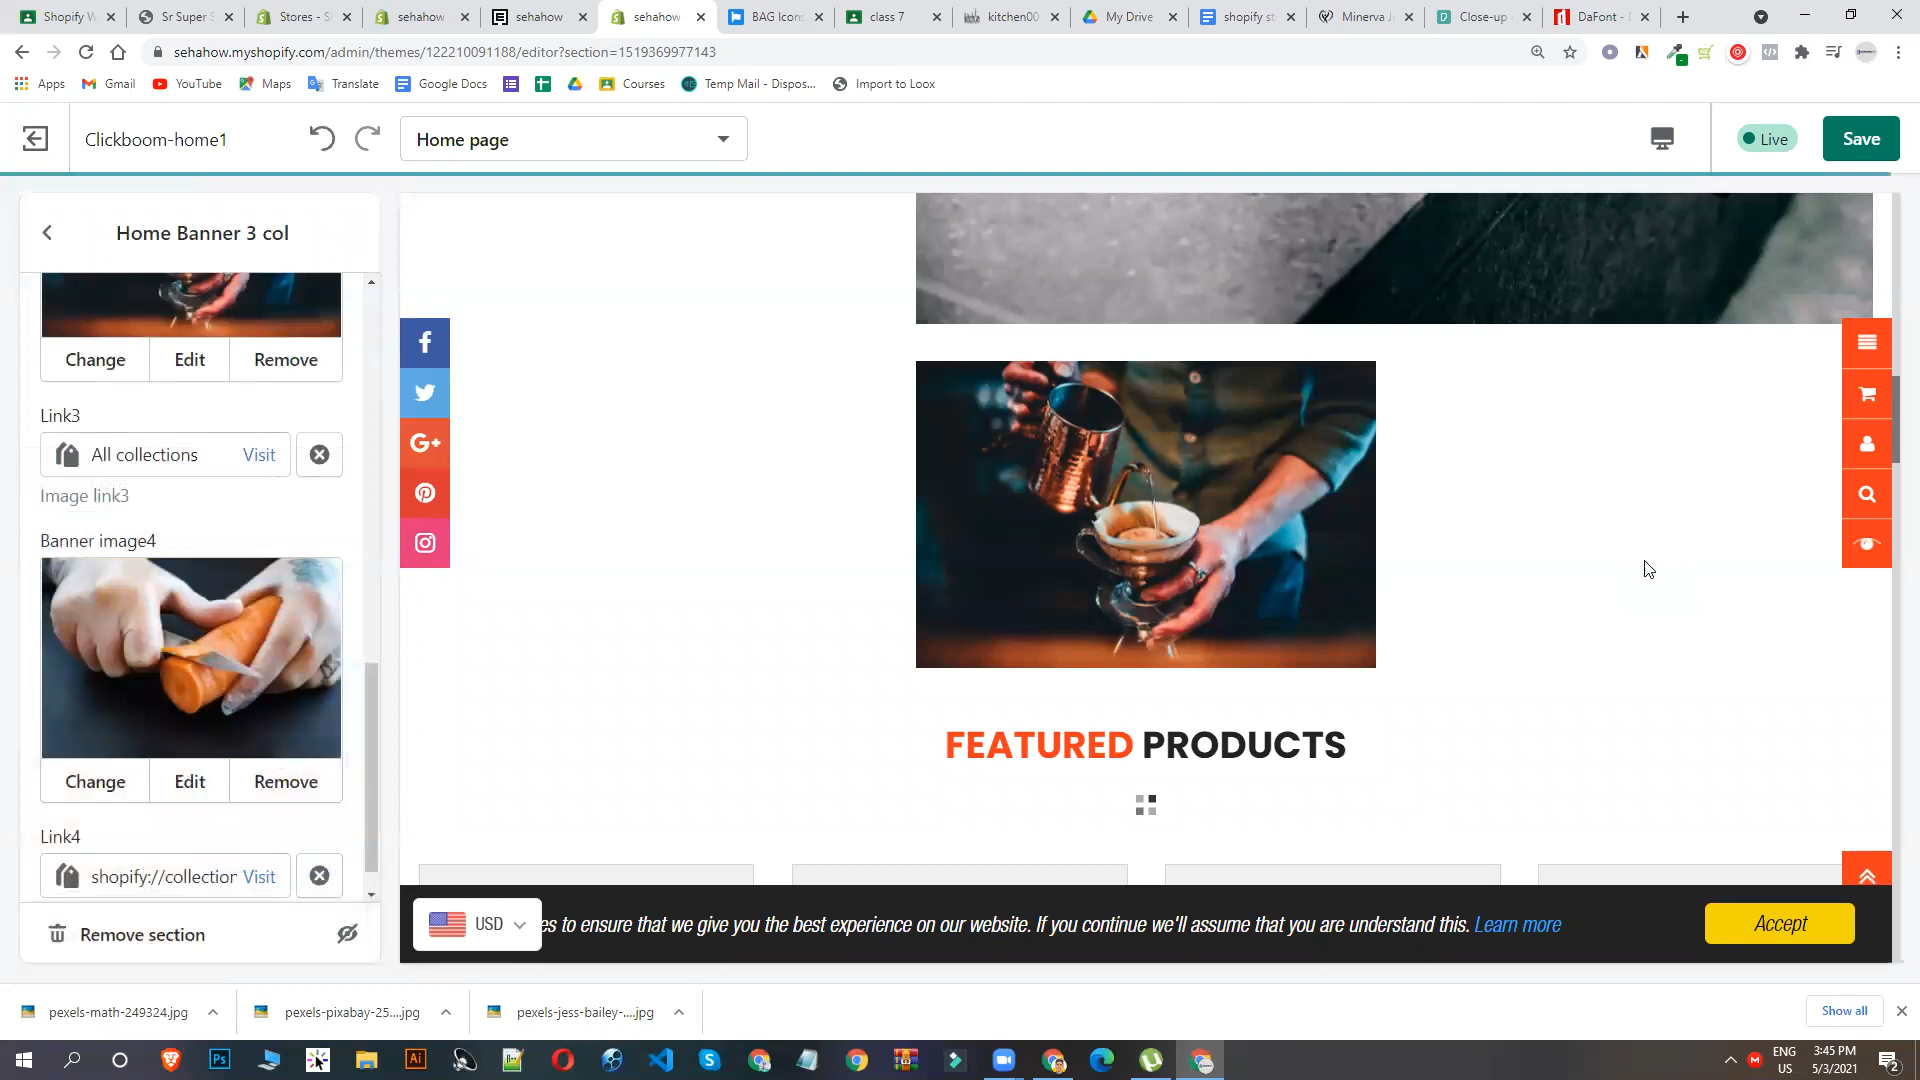 Shopify W
Sr Super S
Stores - S
sehahow
sehahow
sehahow
BAG Icons
class 7
kitchen00
My Drive
shopify st
Minerva J
Close-up
DaFont -
sehahow.myshopify.com/admin/themes/122210091188/editor?section=1519369977143
Apps
Gmail
YouTube
Maps
Translate
Google Docs
Courses
Temp Mail - Dispos...
Import to Loox
Clickboom-home1
Home page
Live
Save
Home Banner 3 col
Change
Edit
Remove
Link3
All collections
Visit
Image link3
Banner image4
Change
Edit
Remove
Link4
shopify://collection
Visit
Remove section
G+
FEATURED PRODUCTS
USD
es to ensure that we give you the best experience on our website. If you continue we'll assume that you are understand this. Learn more
Accept
pexels-math-249324.jpg
pexels-pixabay-25....jpg
pexels-jess-bailey-....jpg
Show all
Ps
Ai
ENG
US
3:45 PM
5/3/2021
2